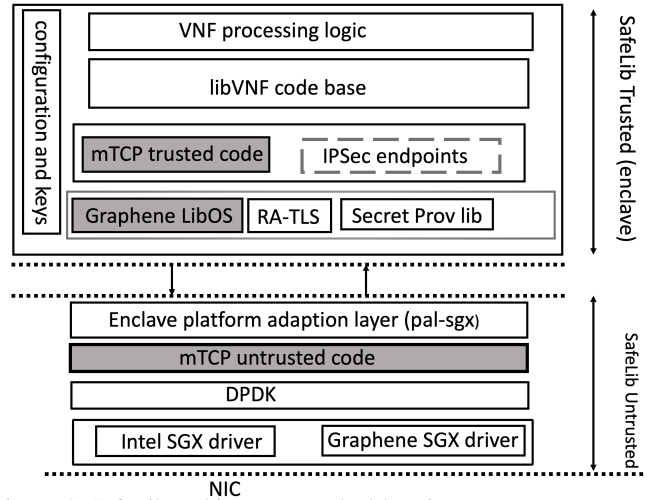 configuration and keys
VNF processing logic
libVNF code base
mTCP trusted code
IPSec endpoints
Graphene LibOS
RA-TLS
Secret Prov lib
SafeLib Trusted (enclave)
Enclave platform adaption layer (pal-sgx)
mTCP untrusted code
DPDK
Intel SGX driver
Graphene SGX driver
SafeLib Untrusted
NIC